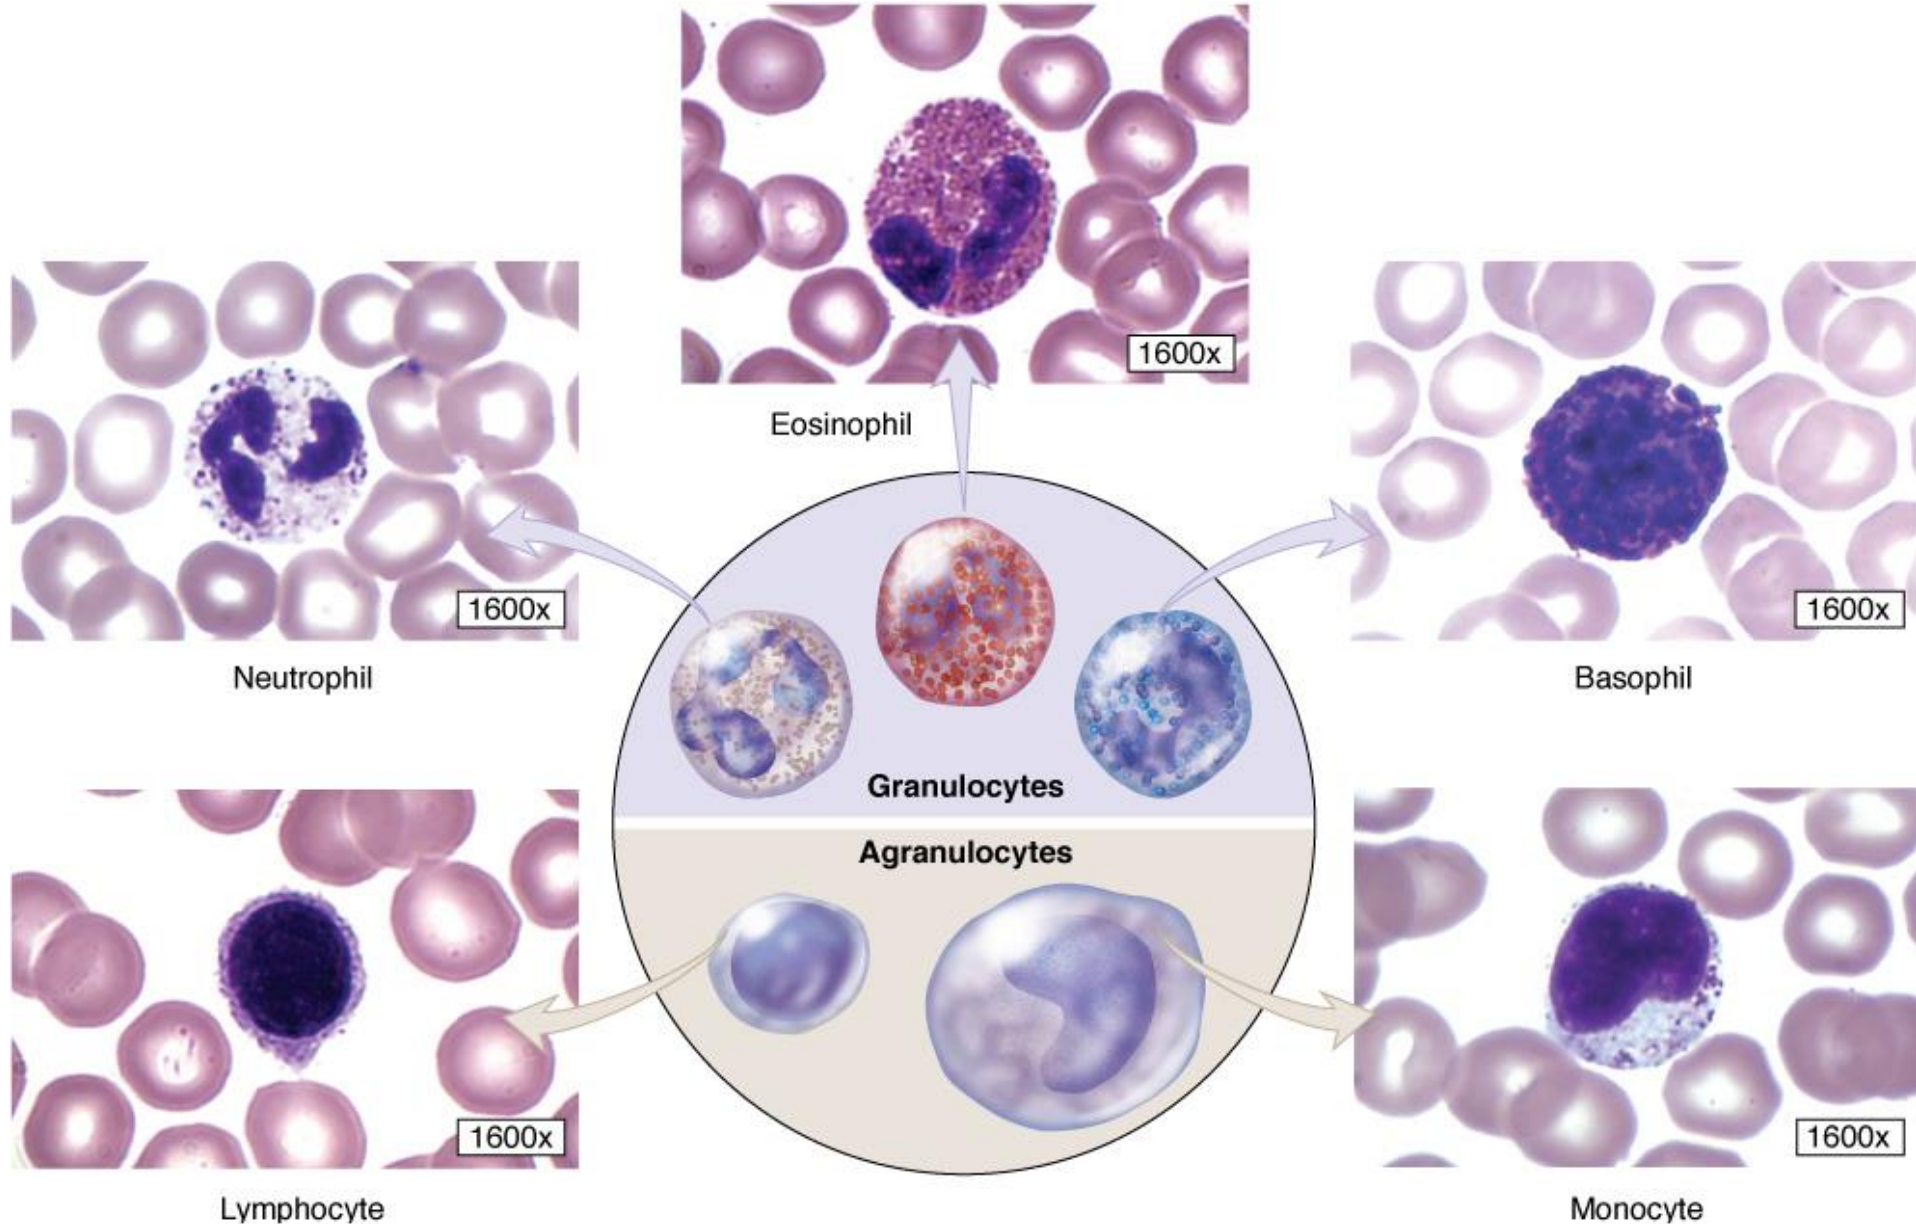 1600x
Eosinophil
1600x
Neutrophil
1600x
Basophil
Granulocytes
Agranulocytes
1600x
Lymphocyte
1600x
Monocyte